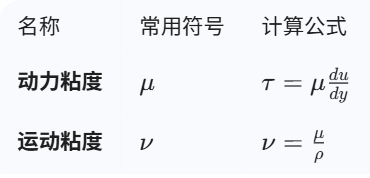 名称 常用符号 计算公式
动力粘度 μ τ = μ du/dy
运动粘度 ν ν = μ/ρ